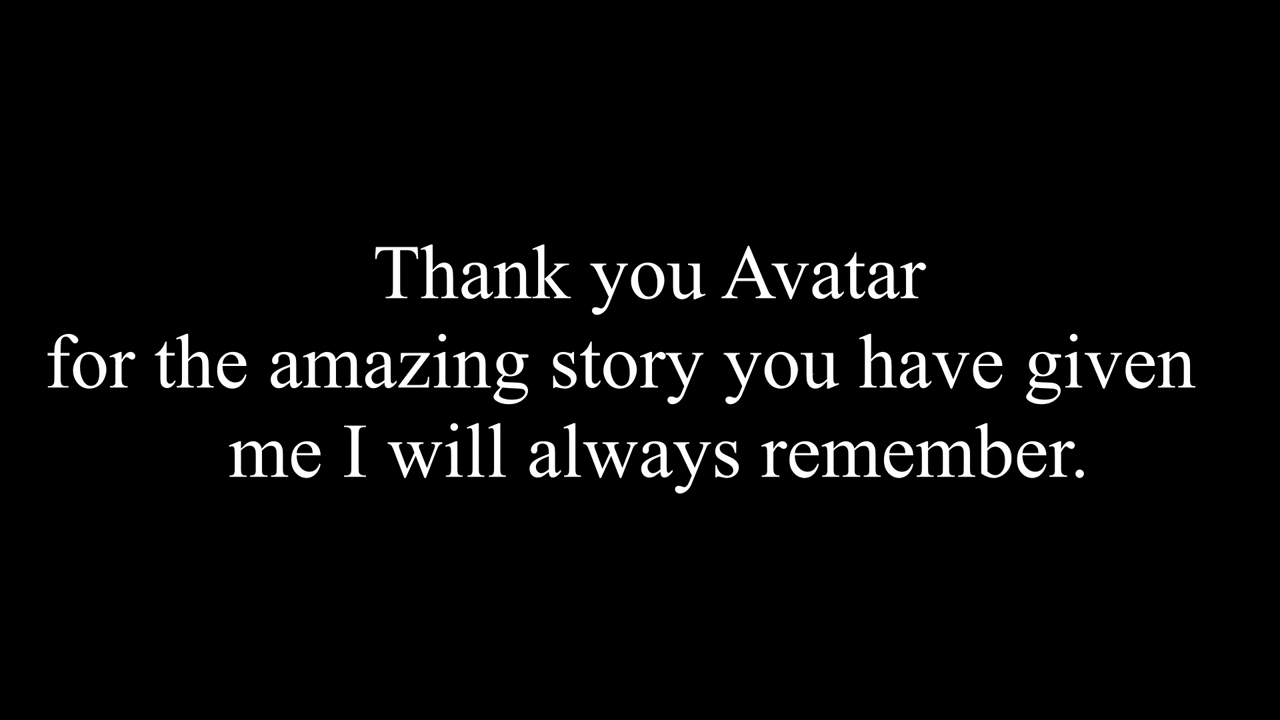 Thank you Avatar
for the amazing story you have given
me I will always remember.